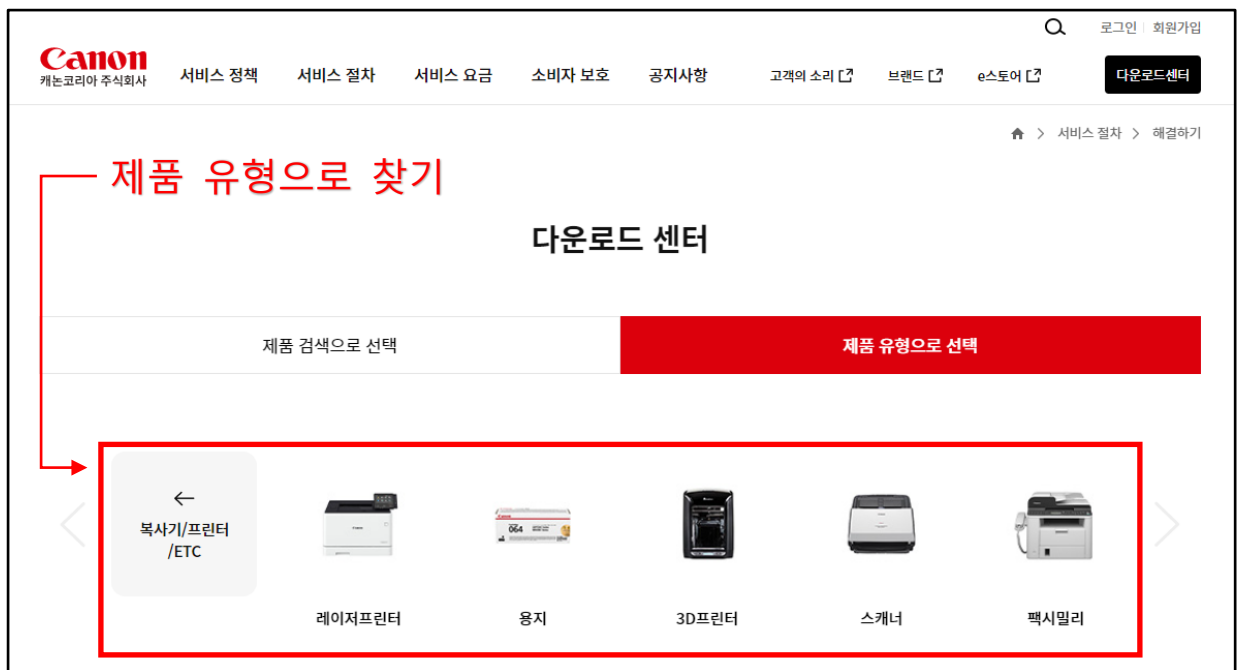 로그인 회원가입
Canon
캐논코리아 주식회사
서비스 정책 서비스 절차 서비스 요금 소비자 보호 공지사항 고객의 소리 브랜드 e스토어 다운로드센터
> 서비스 절차 > 해결하기
제품 유형으로 찾기
다운로드 센터
제품 검색으로 선택 제품 유형으로 선택
←
복사기/프린터
/ETC
Canon
064
레이저프린터 용지 3D프린터 스캐너 팩시밀리